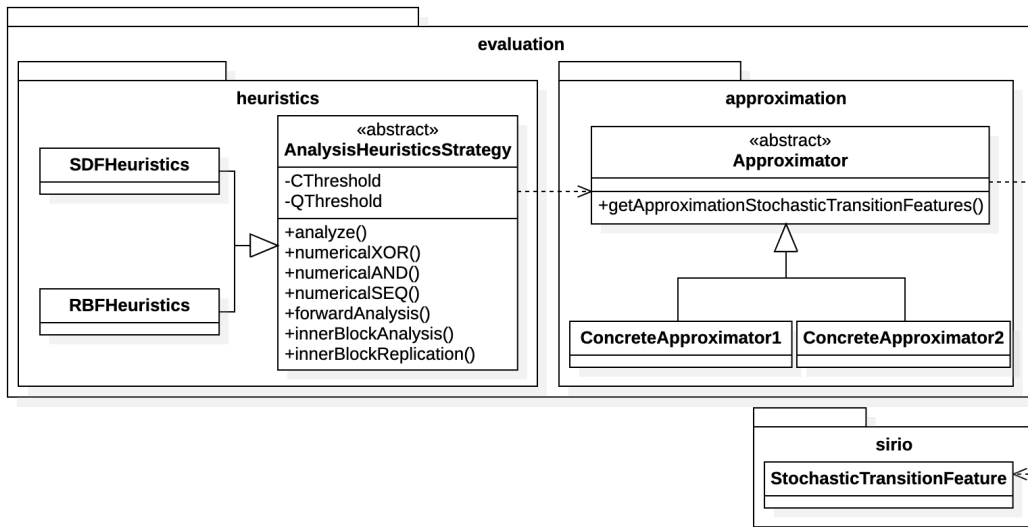 evaluation
heuristics
SDFHeuristics
RBFHeuristics
«abstract»
AnalysisHeuristicsStrategy
-CThreshold
-QThreshold
+analyze()
+numericalXOR()
+numericalAND()
+numericalSEQ()
+forwardAnalysis()
+innerBlockAnalysis()
+innerBlockReplication()
approximation
«abstract»
Approximator
+getApproximationStochasticTransitionFeatures()
ConcreteApproximator1
ConcreteApproximator2
sirio
StochasticTransitionFeature